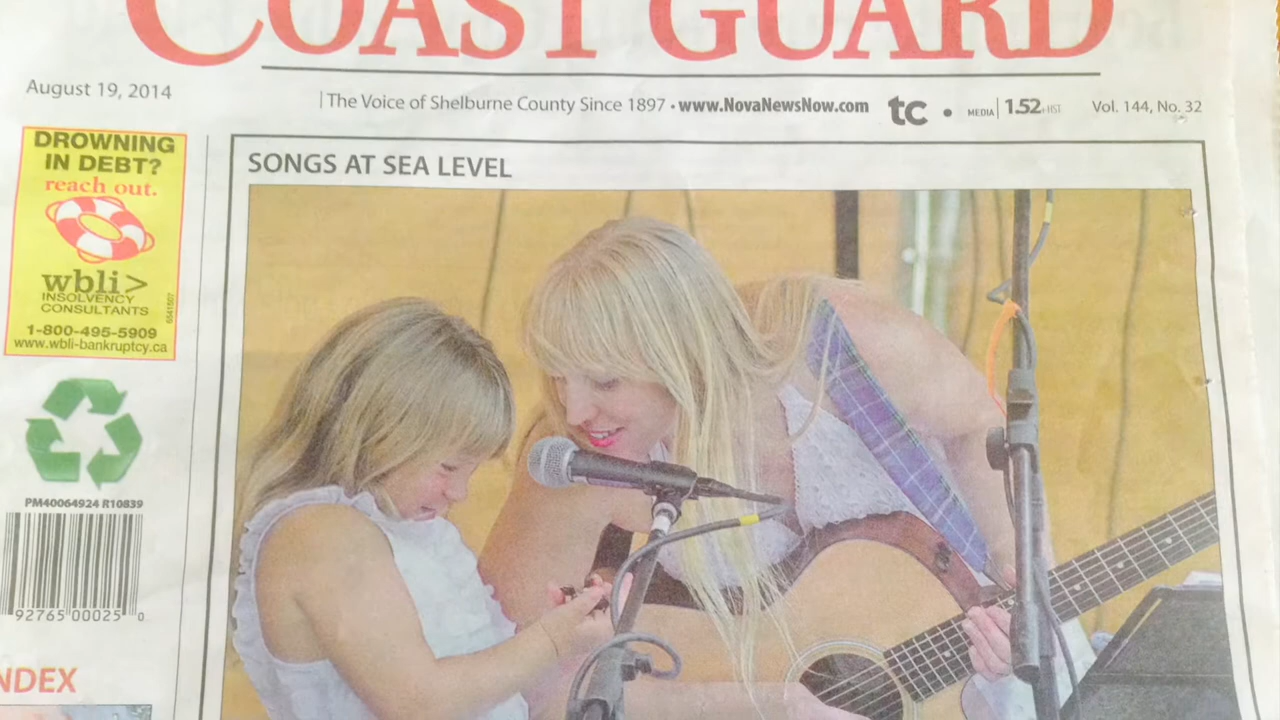 COAST GUARD
August 19, 2014
The Voice of Shelburne County Since 1897 • www.NovaNewsNow.com
tc • MEDIA
1.52 +HST
Vol. 144, No. 32
DROWNING
IN DEBT?
reach out.
wbli>
INSOLVENCY
CONSULTANTS
1-800-495-5909
www.wbli-bankruptcy.ca
SONGS AT SEA LEVEL
PM40064924 R10839
92765 00025 0
NDEX